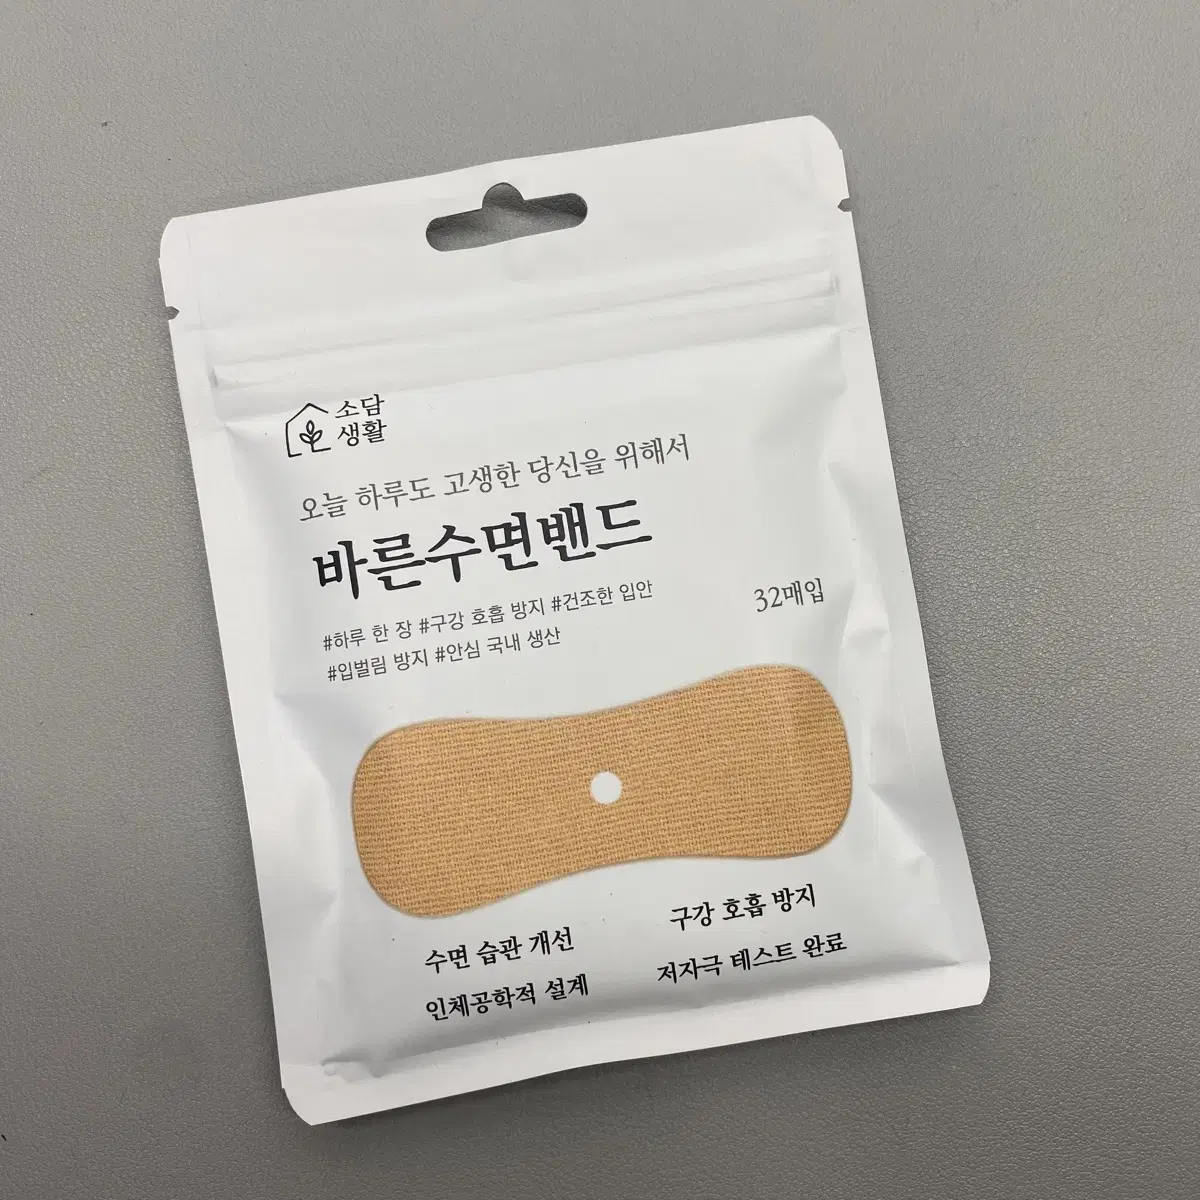 소담
생활
오늘 하루도 고생한 당신을 위해서
바른수면밴드
32매입
#하루 한 장 #구강 호흡 방지 #건조한 입안
#입벌림 방지 #안심 국내 생산
수면 습관 개선
구강 호흡 방지
인체공학적 설계
저자극 테스트 완료